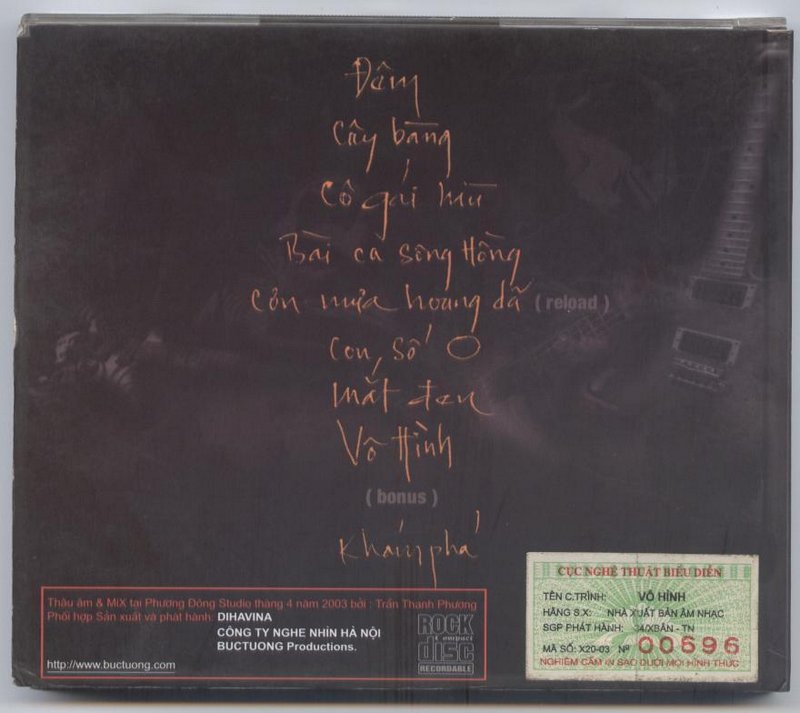 Đêm
Cây bàng
Cô gái hứ
Bài ca sông Hồng
Cơn mưa hoang dã (reload)
Con số 0
Mắt đen
Vô Hình
(bonus)
Khám phá
Thâu âm & MiX tại Phương Đông Studio tháng 4 năm 2003 bởi : Trần Thanh Phương
Phối hợp Sản xuất và phát hành: DIHAVINA
CÔNG TY NGHE NHÌN HÀ NỘI
BUCTUONG Productions.
http://www.buctuong.com
ROCK
Compact
disc
RECORDABLE
CỤC NGHỆ THUẬT BIỂU DIỄN
TÊN C.TRÌNH: VÔ HÌNH
HÃNG S.X: NHÀ XUẤT BẢN ÂM NHẠC
SGP PHÁT HÀNH: 34/XBÂN - TN
MÃ SỐ: X20-03 Nº 00696
NGHIÊM CẤM IN SAO DƯỚI MỌI HÌNH THỨC